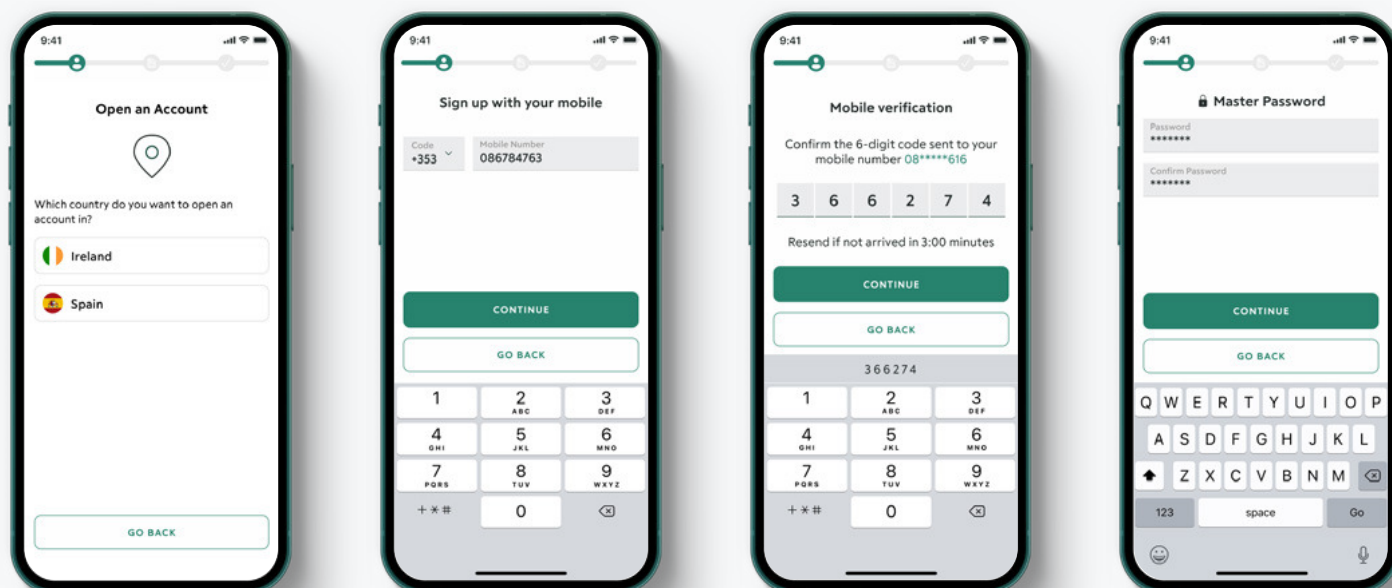 9:41
Open an Account
Which country do you want to open an
account in?
Ireland
Spain
GO BACK
9:41
Sign up with your mobile
Code
+353
Mobile Number
086784763
CONTINUE
GO BACK
1
2
ABC
3
DEF
4
GHI
5
JKL
6
MNO
7
PQRS
8
TUV
9
WXYZ
+*#
0
9:41
Mobile verification
Confirm the 6-digit code sent to your
mobile number 08*****616
3 6 6 2 7 4
Resend if not arrived in 3:00 minutes
CONTINUE
GO BACK
366274
1
2
ABC
3
DEF
4
GHI
5
JKL
6
MNO
7
PQRS
8
TUV
9
WXYZ
+*#
0
9:41
Master Password
Password
*******
Confirm Password
*******
CONTINUE
GO BACK
Q W E R T Y U I O P
A S D F G H J K L
Z X C V B N M
123 space Go